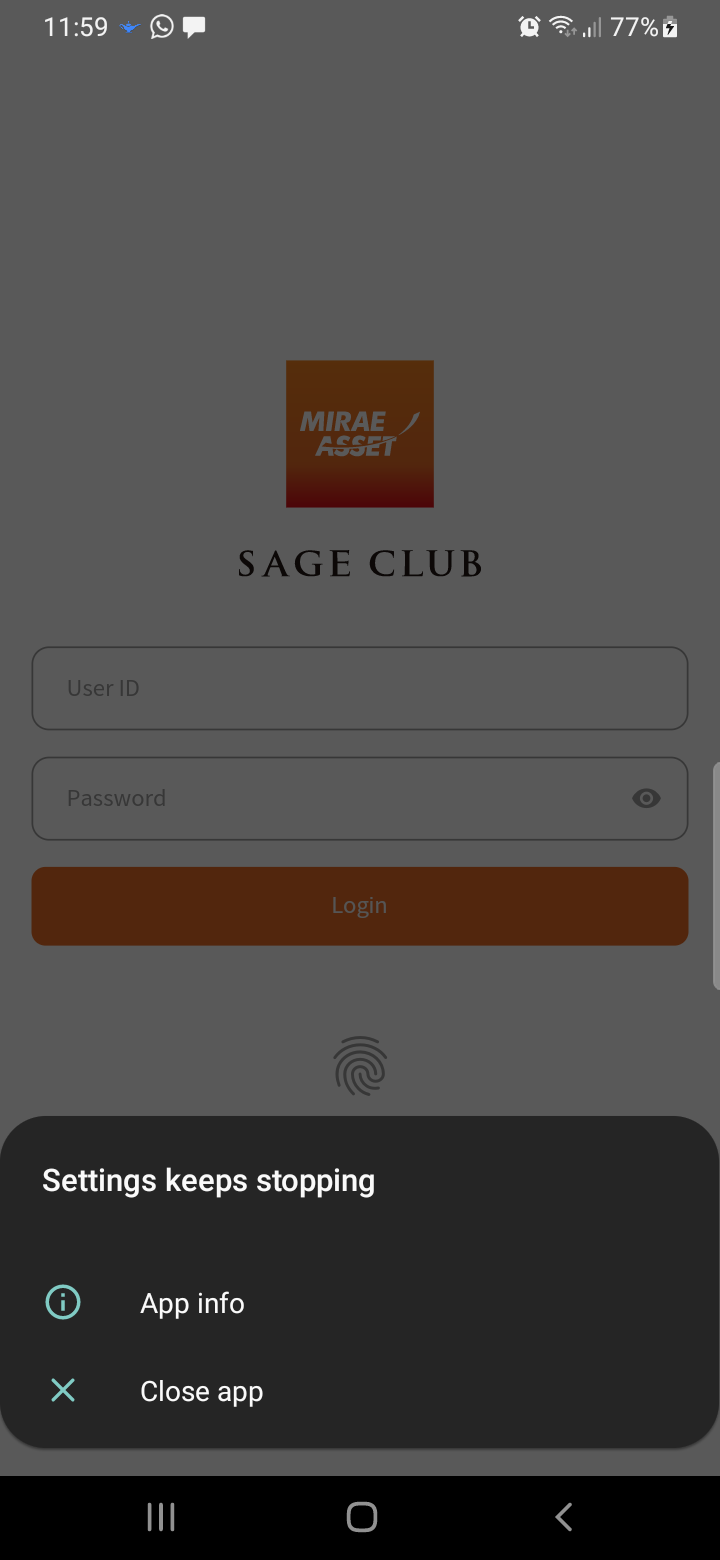 11:59 77%
MIRAE
ASSET
SAGE CLUB
User ID
Password
Login
Settings keeps stopping
App info
Close app